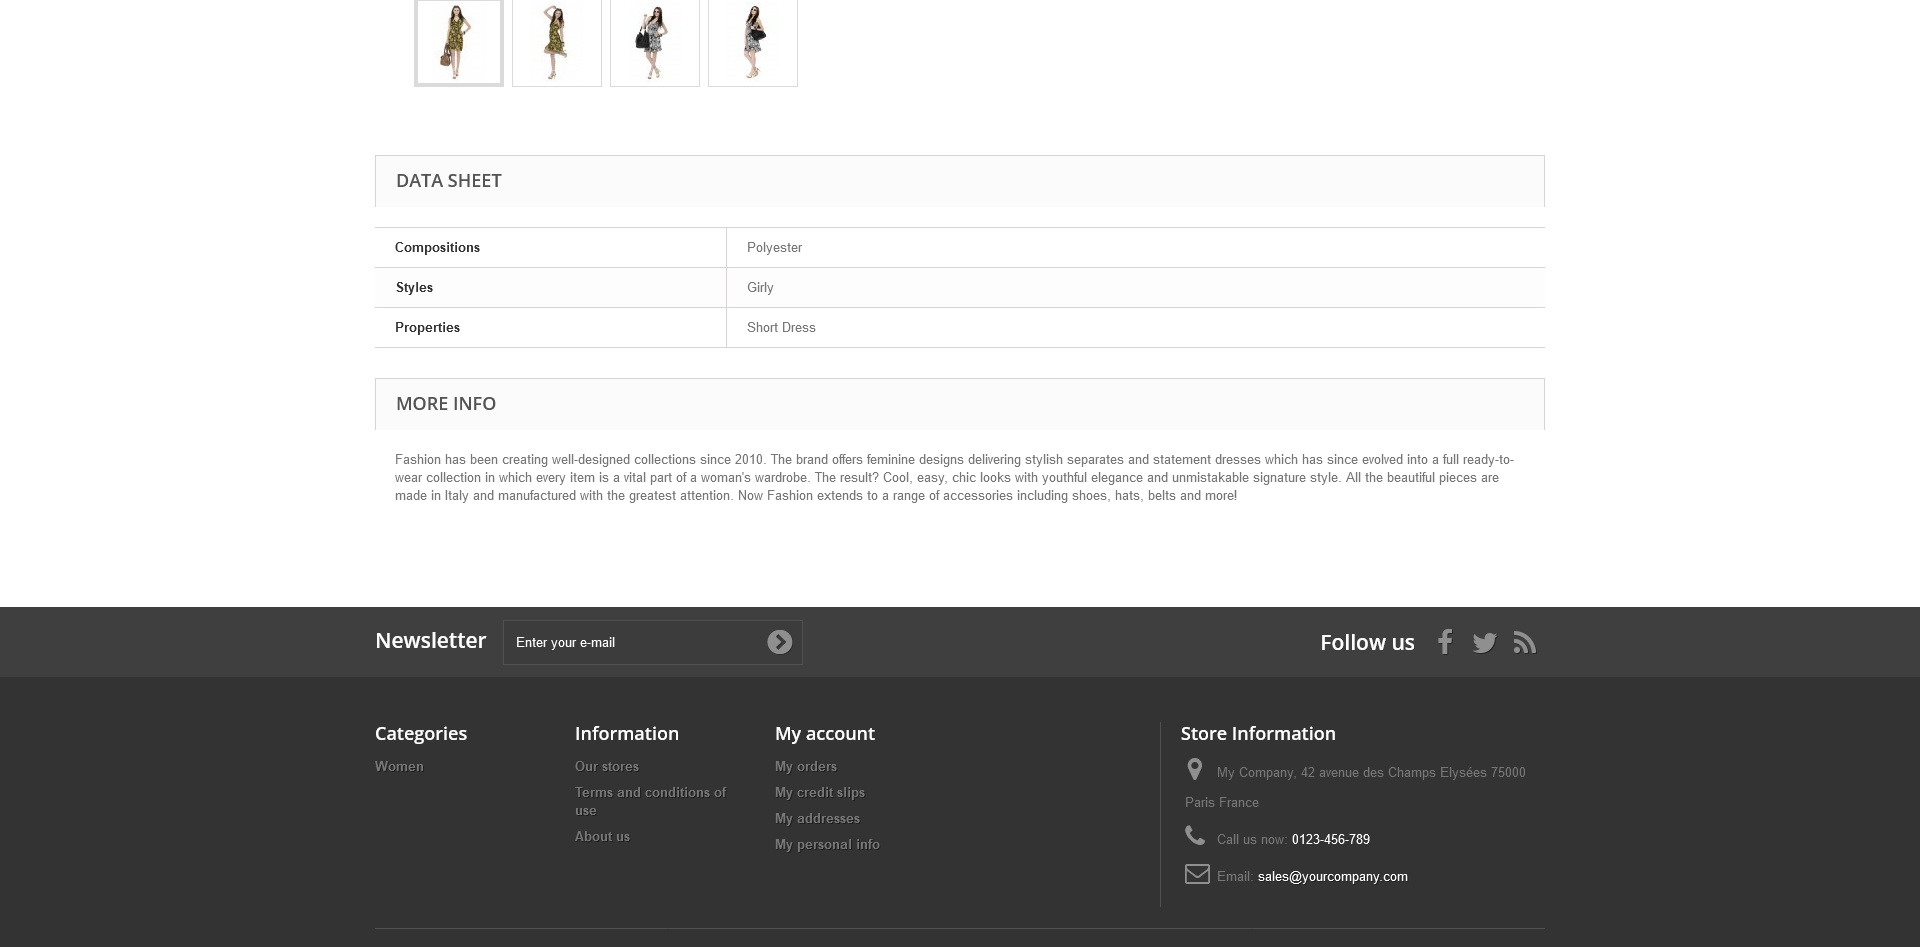 DATA SHEET
Compositions Polyester
Styles Girly
Properties Short Dress
MORE INFO
Fashion has been creating well-designed collections since 2010. The brand offers feminine designs delivering stylish separates and statement dresses which has since evolved into a full ready-to-
wear collection in which every item is a vital part of a woman's wardrobe. The result? Cool, easy, chic looks with youthful elegance and unmistakable signature style. All the beautiful pieces are
made in Italy and manufactured with the greatest attention. Now Fashion extends to a range of accessories including shoes, hats, belts and more!
Newsletter Enter your e-mail Follow us
Categories
Women
Information
Our stores
Terms and conditions of
use
About us
My account
My orders
My credit slips
My addresses
My personal info
Store Information
My Company, 42 avenue des Champs Elysées 75000
Paris France
Call us now: 0123-456-789
Email: sales@yourcompany.com